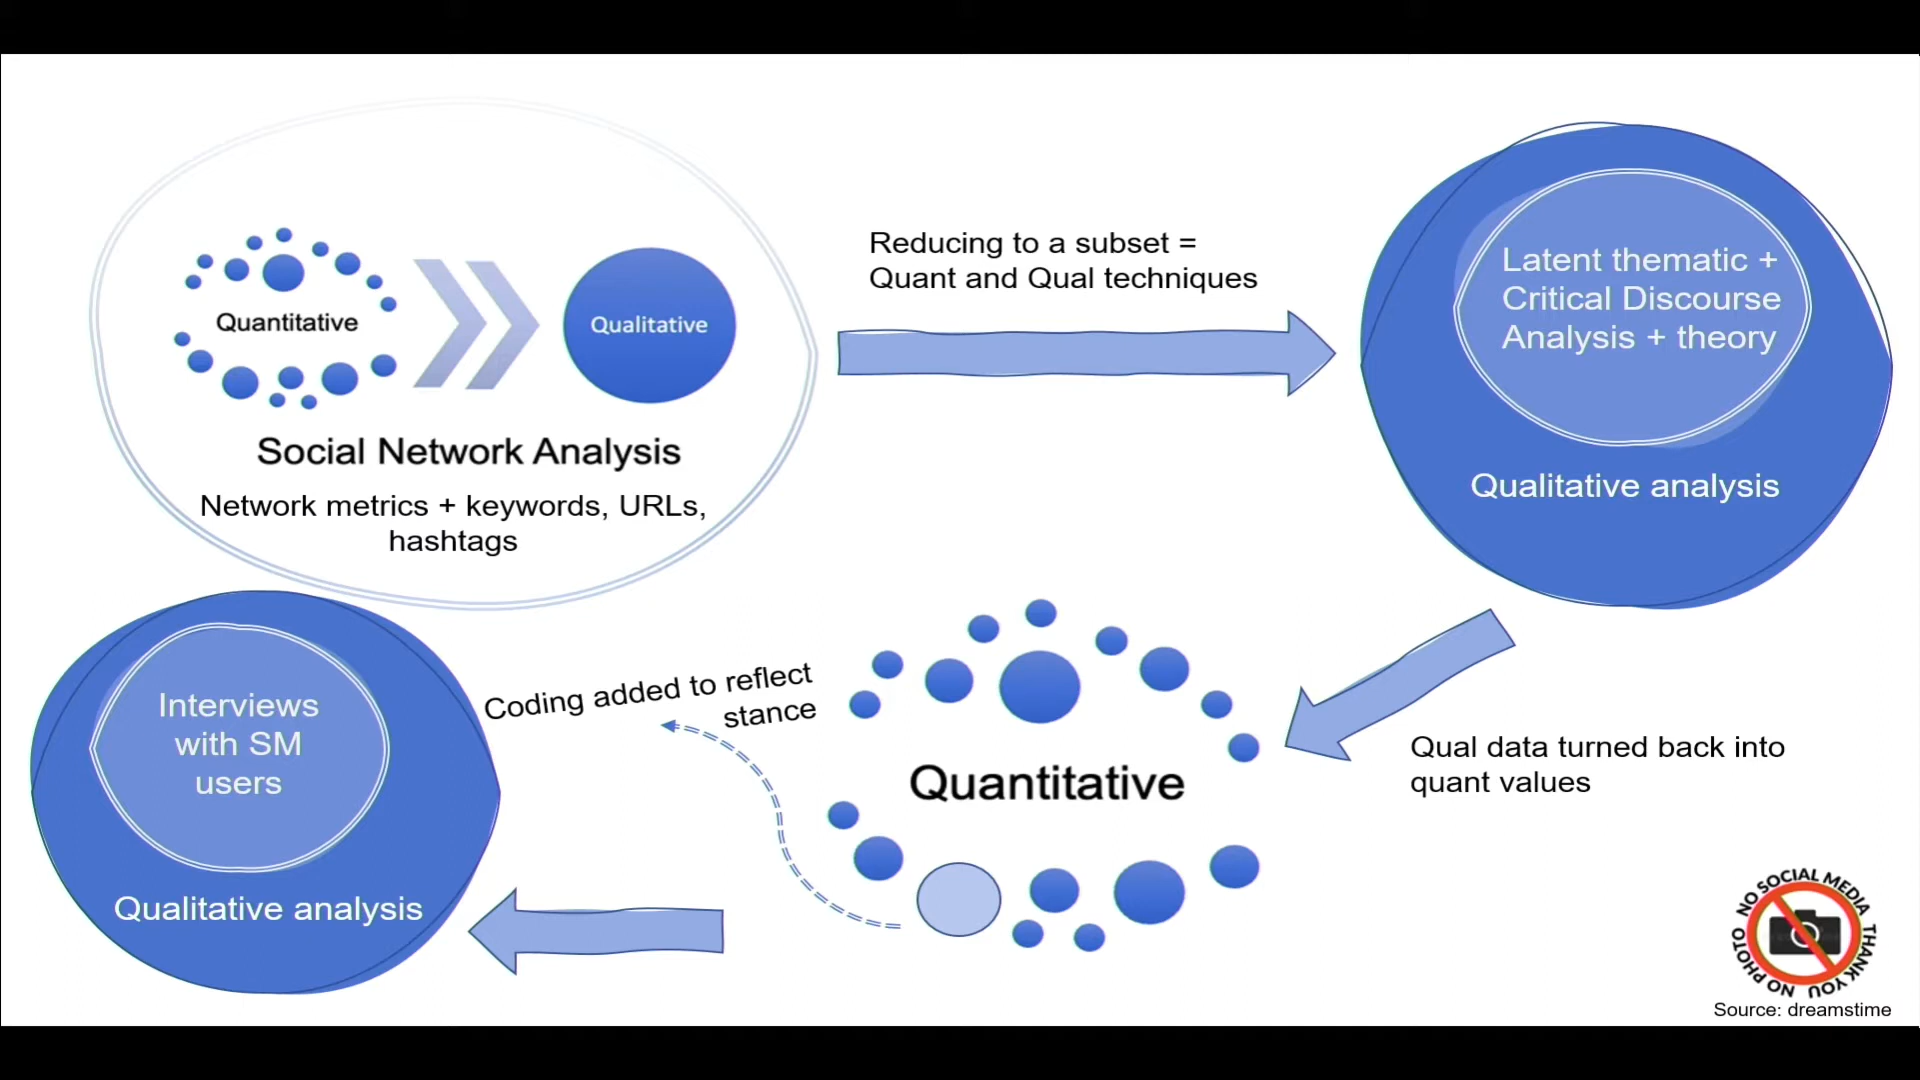 Quantitative
Qualitative
Social Network Analysis
Network metrics + keywords, URLs,
hashtags
Reducing to a subset =
Quant and Qual techniques
Latent thematic +
Critical Discourse
Analysis + theory
Qualitative analysis
Qual data turned back into
quant values
Quantitative
Coding added to reflect
stance
Interviews
with SM
users
Qualitative analysis
NO PHOTO NO SOCIAL MEDIA THANK YOU
Source: dreamstime